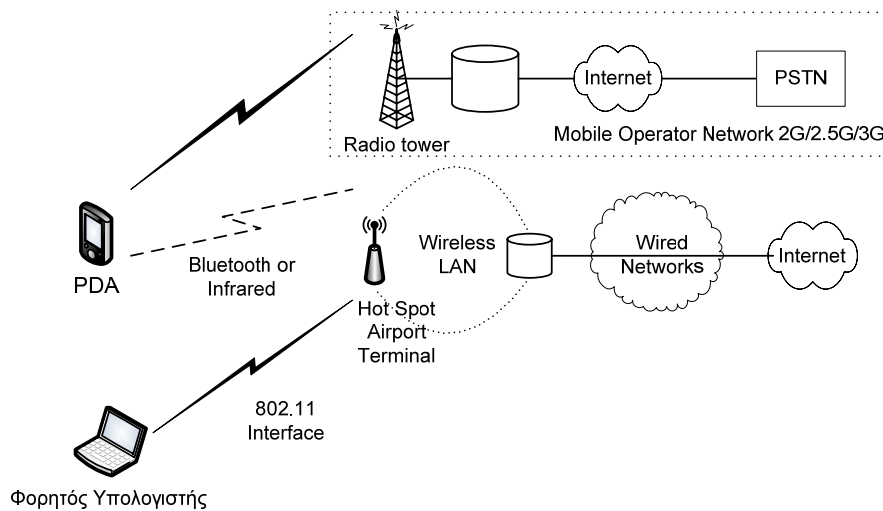 Internet
PSTN
Radio tower
Mobile Operator Network 2G/2.5G/3G
PDA
Bluetooth or
Infrared
Wireless
LAN
Wired
Networks
Internet
Hot Spot
Airport
Terminal
802.11
Interface
Φορητός Υπολογιστής